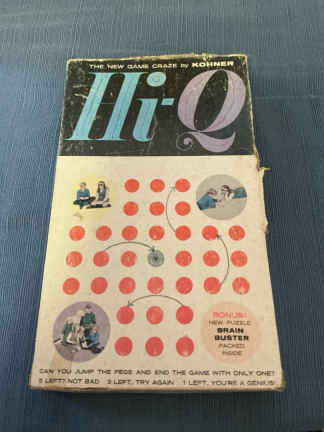 THE NEW GAME CRAZE by KOHNER
Hi-Q
BONUS!
NEW PUZZLE
BRAIN
BUSTER
PACKED
INSIDE
CAN YOU JUMP THE PEGS AND END THE GAME WITH ONLY ONE?
5 LEFT? NOT BAD 3 LEFT, TRY AGAIN 1 LEFT, YOU'RE A GENIUS!